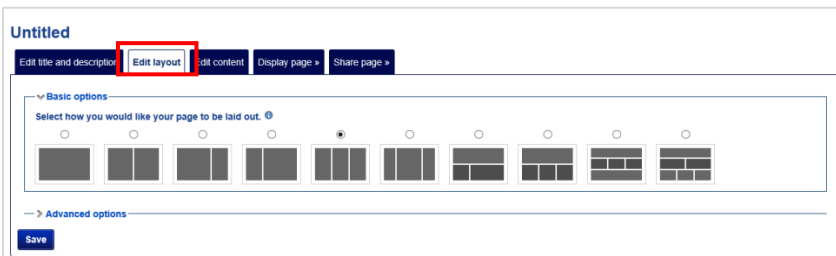 Untitled
Edit title and description Edit layout Edit content Display page » Share page »
Basic options
Select how you would like your page to be laid out.
Advanced options
Save